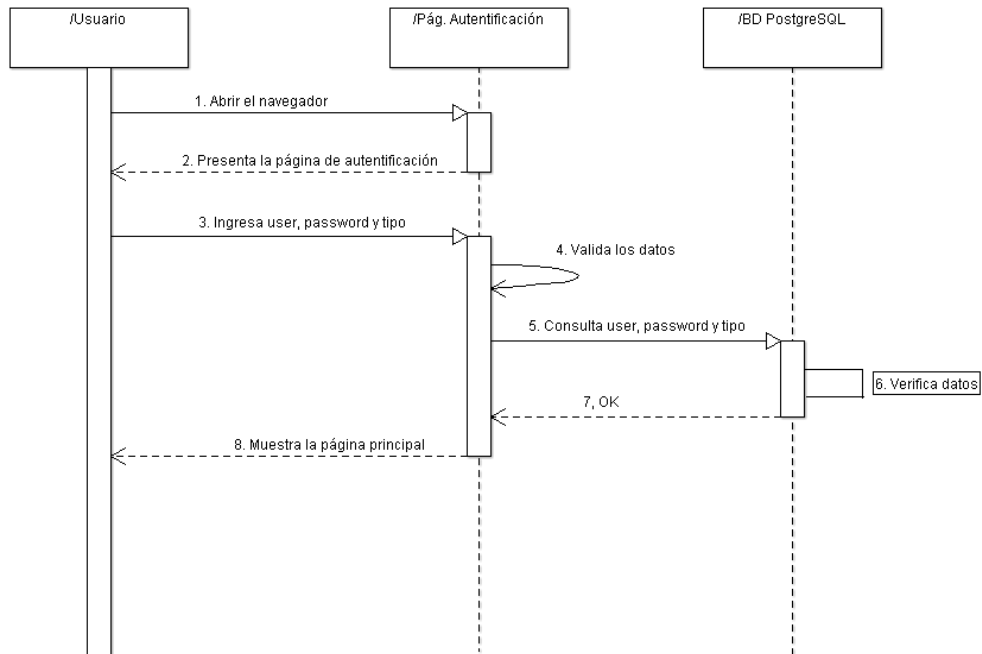 /Usuario
/Pág. Autentificación
/BD PostgreSQL
1. Abrir el navegador
2. Presenta la página de autentificación
3. Ingresa user, password y tipo
4. Valida los datos
5. Consulta user, password y tipo
6. Verifica datos
7, OK
8. Muestra la página principal